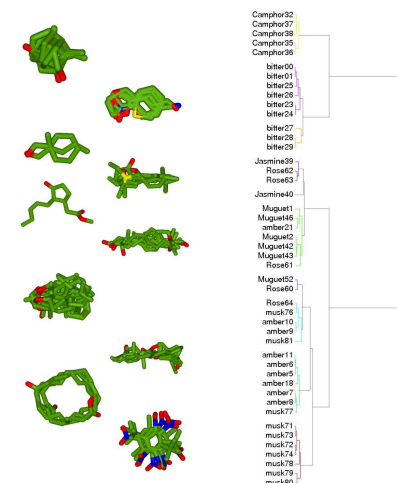 Camphor32
Camphor37
Camphor38
Camphor35
Camphor36
bitter00
bitter01
bitter25
bitter26
bitter23
bitter24
bitter27
bitter28
bitter29
Jasmine39
Rose62
Rose63
Jasmine40
Muguet1
Muguet46
amber21
Muguet2
Muguet42
Muguet43
Rose61
Muguet52
Rose60
Rose64
musk76
amber10
amber9
musk81
amber11
amber6
amber5
amber18
amber7
amber8
musk77
musk71
musk73
musk72
musk74
musk78
musk79
musk80